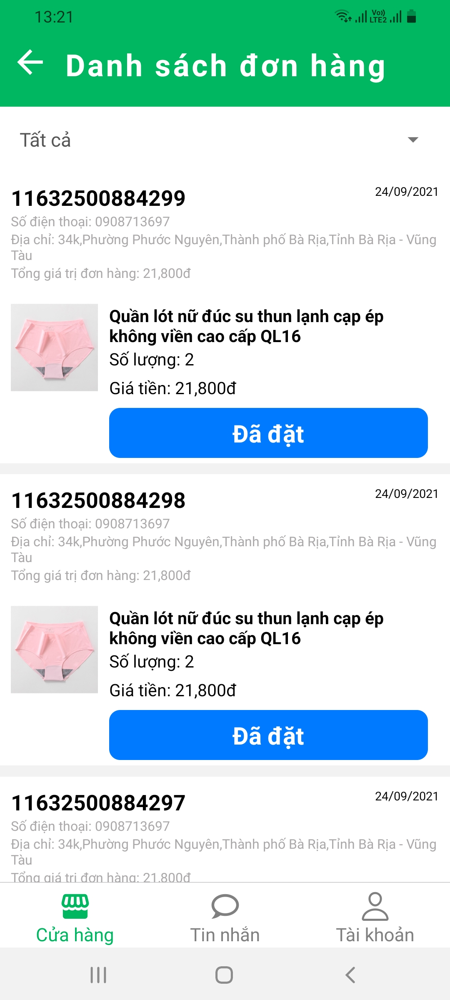 13:21
Vo))
LTE2
Danh sách đơn hàng
Tất cả
11632500884299
24/09/2021
Số điện thoại: 0908713697
Địa chỉ: 34k,Phường Phước Nguyên,Thành phố Bà Rịa,Tỉnh Bà Rịa - Vũng
Tàu
Tổng giá trị đơn hàng: 21,800đ
Quần lót nữ đúc su thun lạnh cạp ép
không viền cao cấp QL16
Số lượng: 2
Giá tiền: 21,800đ
Đã đặt
11632500884298
24/09/2021
Số điện thoại: 0908713697
Địa chỉ: 34k,Phường Phước Nguyên,Thành phố Bà Rịa,Tỉnh Bà Rịa - Vũng
Tàu
Tổng giá trị đơn hàng: 21,800đ
Quần lót nữ đúc su thun lạnh cạp ép
không viền cao cấp QL16
Số lượng: 2
Giá tiền: 21,800đ
Đã đặt
11632500884297
24/09/2021
Số điện thoại: 0908713697
Địa chỉ: 34k,Phường Phước Nguyên,Thành phố Bà Rịa,Tỉnh Bà Rịa - Vũng
Tàu
Tổng giá trị đơn hàng: 21,800đ
Cửa hàng
Tin nhắn
Tài khoản